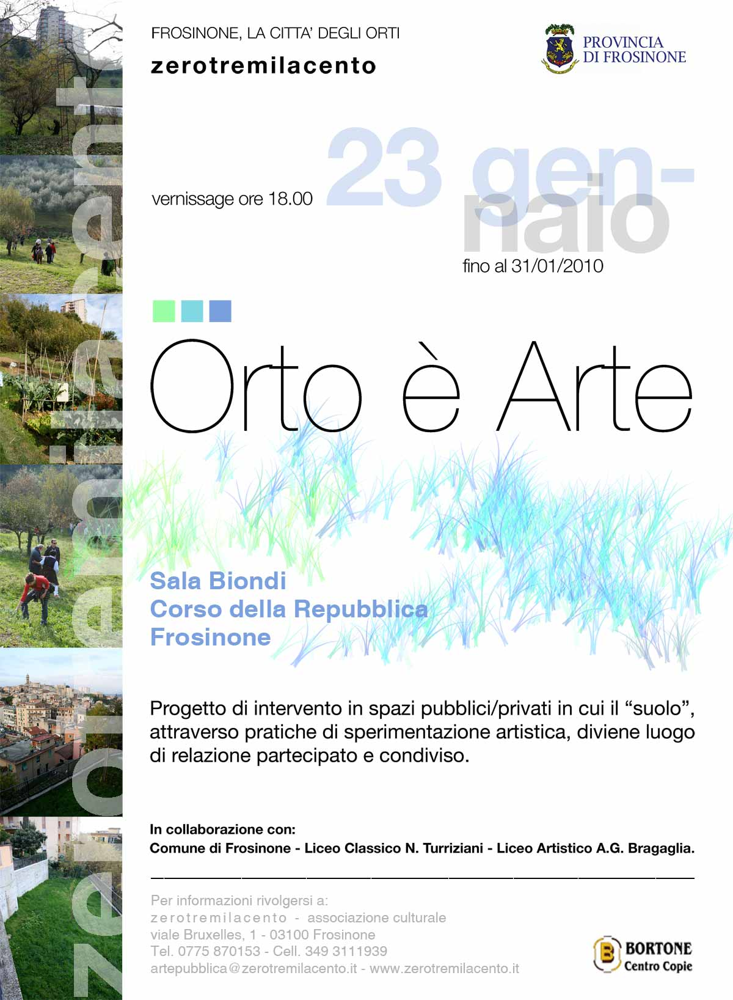 FROSINONE, LA CITTA’ DEGLI ORTI
zerotremilacento
PROVINCIA
DI FROSINONE
vernissage ore 18.00
23 gen-
naio
fino al 31/01/2010
Orto è Arte
Sala Biondi
Corso della Repubblica
Frosinone
Progetto di intervento in spazi pubblici/privati in cui il “suolo”,
attraverso pratiche di sperimentazione artistica, diviene luogo
di relazione partecipato e condiviso.
In collaborazione con:
Comune di Frosinone - Liceo Classico N. Turriziani - Liceo Artistico A.G. Bragaglia.
Per informazioni rivolgersi a:
zerotremilacento - associazione culturale
viale Bruxelles, 1 - 03100 Frosinone
Tel. 0775 870153 - Cell. 349 3111939
artepubblica@zerotremilacento.it - www.zerotremilacento.it
B BORTONE
Centro Copie
zerotremilacento